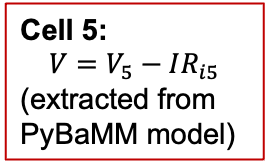 Cell 5:
V = V₅ − IRᵢ₅
(extracted from
PyBaMM model)